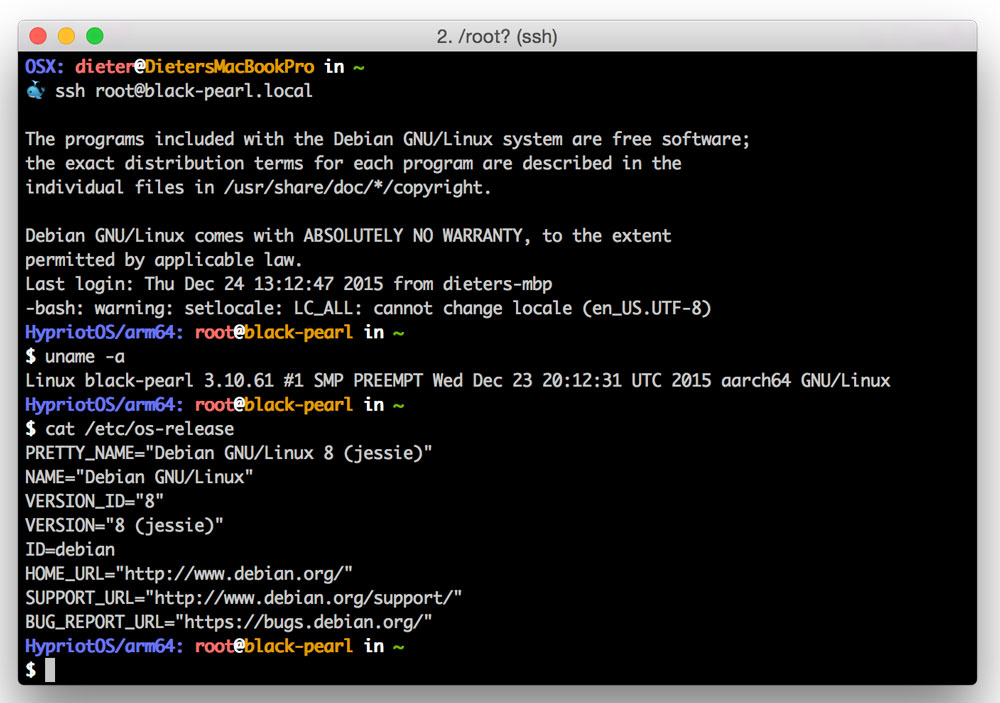 2. /root? (ssh)
OSX: dieter@DietersMacBookPro in ~
🐳 ssh root@black-pearl.local
The programs included with the Debian GNU/Linux system are free software;
the exact distribution terms for each program are described in the
individual files in /usr/share/doc/*/copyright.
Debian GNU/Linux comes with ABSOLUTELY NO WARRANTY, to the extent
permitted by applicable law.
Last login: Thu Dec 24 13:12:47 2015 from dieters-mbp
-bash: warning: setlocale: LC_ALL: cannot change locale (en_US.UTF-8)
HypriotOS/arm64: root@black-pearl in ~
$ uname -a
Linux black-pearl 3.10.61 #1 SMP PREEMPT Wed Dec 23 20:12:31 UTC 2015 aarch64 GNU/Linux
HypriotOS/arm64: root@black-pearl in ~
$ cat /etc/os-release
PRETTY_NAME="Debian GNU/Linux 8 (jessie)"
NAME="Debian GNU/Linux"
VERSION_ID="8"
VERSION="8 (jessie)"
ID=debian
HOME_URL="http://www.debian.org/"
SUPPORT_URL="http://www.debian.org/support/"
BUG_REPORT_URL="https://bugs.debian.org/"
HypriotOS/arm64: root@black-pearl in ~
$